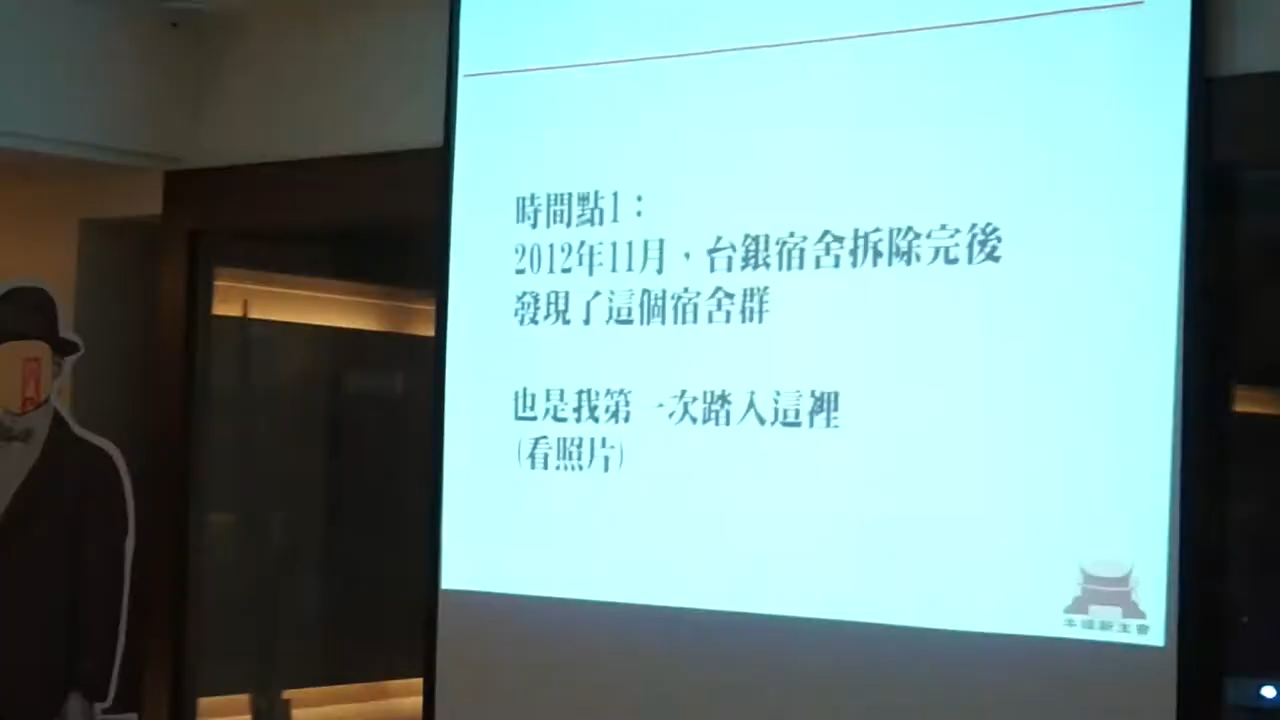 時間點1：
2012年11月，台銀宿舍拆除完後
發現了這個宿舍群
也是我第一次踏入這裡
(看照片)